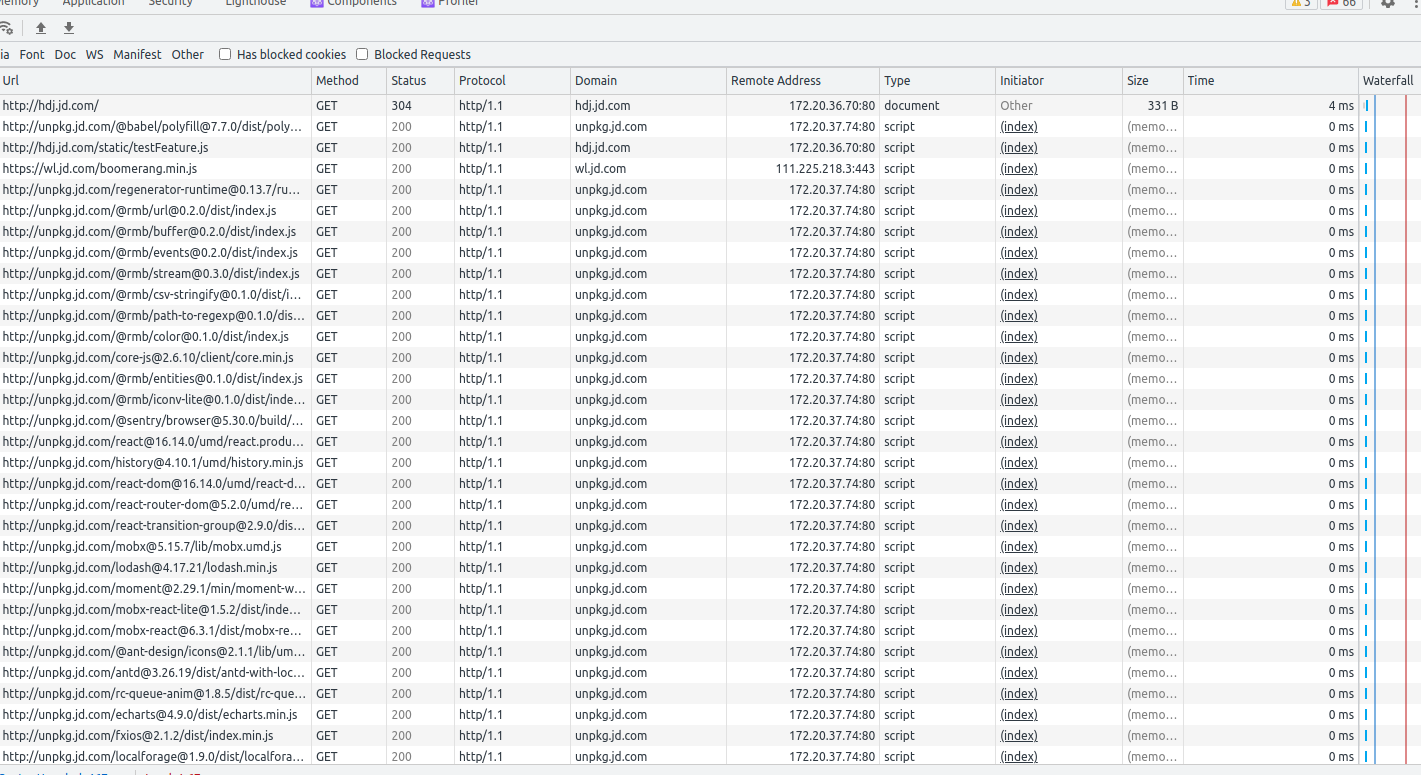 Memory Application Security Lighthouse Components Profiler 3 66
ia Font Doc WS Manifest Other Has blocked cookies Blocked Requests
Url Method Status Protocol Domain Remote Address Type Initiator Size Time Waterfall
http://hdj.jd.com/ GET 304 http/1.1 hdj.jd.com 172.20.36.70:80 document Other 331 B 4 ms
http://unpkg.jd.com/@babel/polyfill@7.7.0/dist/poly... GET 200 http/1.1 unpkg.jd.com 172.20.37.74:80 script (index) (memo... 0 ms
http://hdj.jd.com/static/testFeature.js GET 200 http/1.1 hdj.jd.com 172.20.36.70:80 script (index) (memo... 0 ms
https://wl.jd.com/boomerang.min.js GET 200 http/1.1 wl.jd.com 111.225.218.3:443 script (index) (memo... 0 ms
http://unpkg.jd.com/regenerator-runtime@0.13.7/ru... GET 200 http/1.1 unpkg.jd.com 172.20.37.74:80 script (index) (memo... 0 ms
http://unpkg.jd.com/@rmb/url@0.2.0/dist/index.js GET 200 http/1.1 unpkg.jd.com 172.20.37.74:80 script (index) (memo... 0 ms
http://unpkg.jd.com/@rmb/buffer@0.2.0/dist/index.js GET 200 http/1.1 unpkg.jd.com 172.20.37.74:80 script (index) (memo... 0 ms
http://unpkg.jd.com/@rmb/events@0.2.0/dist/index.js GET 200 http/1.1 unpkg.jd.com 172.20.37.74:80 script (index) (memo... 0 ms
http://unpkg.jd.com/@rmb/stream@0.3.0/dist/index.js GET 200 http/1.1 unpkg.jd.com 172.20.37.74:80 script (index) (memo... 0 ms
http://unpkg.jd.com/@rmb/csv-stringify@0.1.0/dist/i... GET 200 http/1.1 unpkg.jd.com 172.20.37.74:80 script (index) (memo... 0 ms
http://unpkg.jd.com/@rmb/path-to-regexp@0.1.0/dis... GET 200 http/1.1 unpkg.jd.com 172.20.37.74:80 script (index) (memo... 0 ms
http://unpkg.jd.com/@rmb/color@0.1.0/dist/index.js GET 200 http/1.1 unpkg.jd.com 172.20.37.74:80 script (index) (memo... 0 ms
http://unpkg.jd.com/core-js@2.6.10/client/core.min.js GET 200 http/1.1 unpkg.jd.com 172.20.37.74:80 script (index) (memo... 0 ms
http://unpkg.jd.com/@rmb/entities@0.1.0/dist/index.js GET 200 http/1.1 unpkg.jd.com 172.20.37.74:80 script (index) (memo... 0 ms
http://unpkg.jd.com/@rmb/iconv-lite@0.1.0/dist/inde... GET 200 http/1.1 unpkg.jd.com 172.20.37.74:80 script (index) (memo... 0 ms
http://unpkg.jd.com/@sentry/browser@5.30.0/build/... GET 200 http/1.1 unpkg.jd.com 172.20.37.74:80 script (index) (memo... 0 ms
http://unpkg.jd.com/react@16.14.0/umd/react.produ... GET 200 http/1.1 unpkg.jd.com 172.20.37.74:80 script (index) (memo... 0 ms
http://unpkg.jd.com/history@4.10.1/umd/history.min.js GET 200 http/1.1 unpkg.jd.com 172.20.37.74:80 script (index) (memo... 0 ms
http://unpkg.jd.com/react-dom@16.14.0/umd/react-d... GET 200 http/1.1 unpkg.jd.com 172.20.37.74:80 script (index) (memo... 0 ms
http://unpkg.jd.com/react-router-dom@5.2.0/umd/re... GET 200 http/1.1 unpkg.jd.com 172.20.37.74:80 script (index) (memo... 0 ms
http://unpkg.jd.com/react-transition-group@2.9.0/dis... GET 200 http/1.1 unpkg.jd.com 172.20.37.74:80 script (index) (memo... 0 ms
http://unpkg.jd.com/mobx@5.15.7/lib/mobx.umd.js GET 200 http/1.1 unpkg.jd.com 172.20.37.74:80 script (index) (memo... 0 ms
http://unpkg.jd.com/lodash@4.17.21/lodash.min.js GET 200 http/1.1 unpkg.jd.com 172.20.37.74:80 script (index) (memo... 0 ms
http://unpkg.jd.com/moment@2.29.1/min/moment-w... GET 200 http/1.1 unpkg.jd.com 172.20.37.74:80 script (index) (memo... 0 ms
http://unpkg.jd.com/mobx-react-lite@1.5.2/dist/inde... GET 200 http/1.1 unpkg.jd.com 172.20.37.74:80 script (index) (memo... 0 ms
http://unpkg.jd.com/mobx-react@6.3.1/dist/mobx-re... GET 200 http/1.1 unpkg.jd.com 172.20.37.74:80 script (index) (memo... 0 ms
http://unpkg.jd.com/@ant-design/icons@2.1.1/lib/um... GET 200 http/1.1 unpkg.jd.com 172.20.37.74:80 script (index) (memo... 0 ms
http://unpkg.jd.com/antd@3.26.19/dist/antd-with-loc... GET 200 http/1.1 unpkg.jd.com 172.20.37.74:80 script (index) (memo... 0 ms
http://unpkg.jd.com/rc-queue-anim@1.8.5/dist/rc-que... GET 200 http/1.1 unpkg.jd.com 172.20.37.74:80 script (index) (memo... 0 ms
http://unpkg.jd.com/echarts@4.9.0/dist/echarts.min.js GET 200 http/1.1 unpkg.jd.com 172.20.37.74:80 script (index) (memo... 0 ms
http://unpkg.jd.com/fxios@2.1.2/dist/index.min.js GET 200 http/1.1 unpkg.jd.com 172.20.37.74:80 script (index) (memo... 0 ms
http://unpkg.jd.com/localforage@1.9.0/dist/localfora... GET 200 http/1.1 unpkg.jd.com 172.20.37.74:80 script (index) (memo... 0 ms